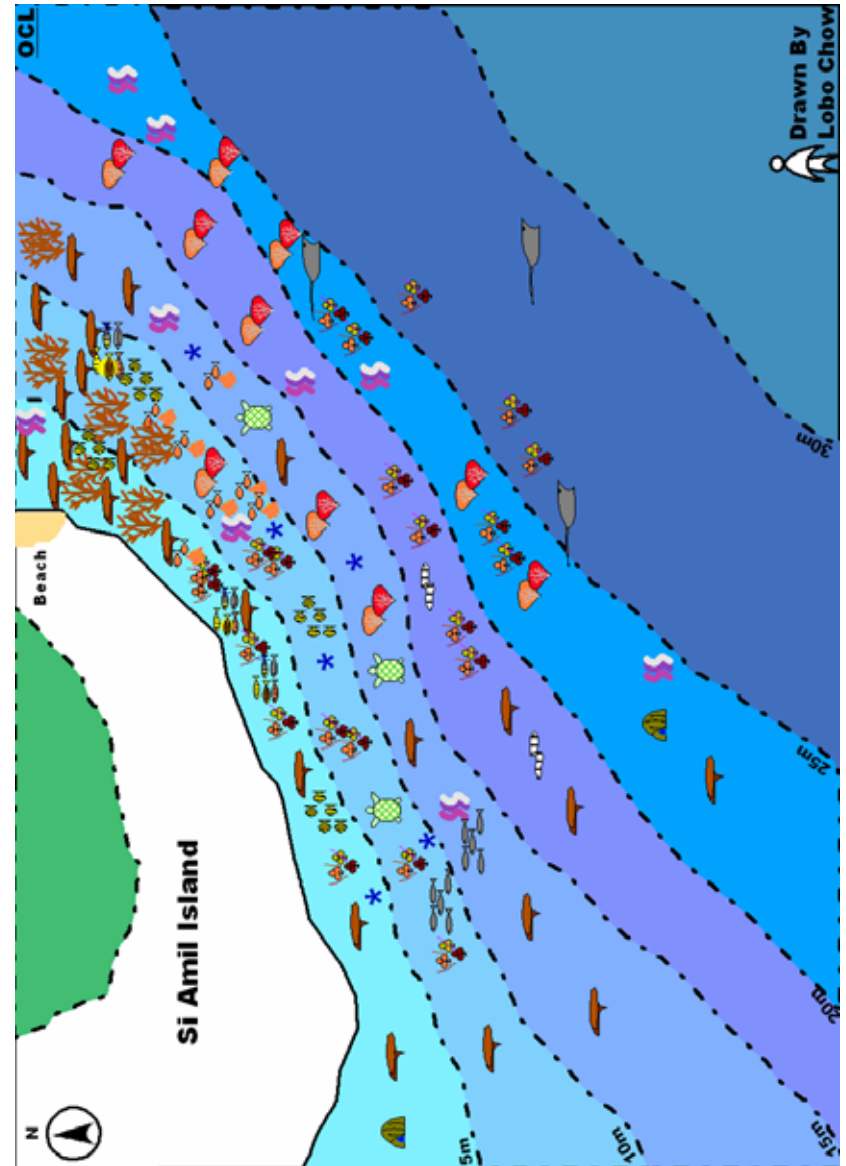 OCL
Drawn By
Lobo Chow
30m
Beach
Si Amil Island
25m
20m
15m
10m
5m
N